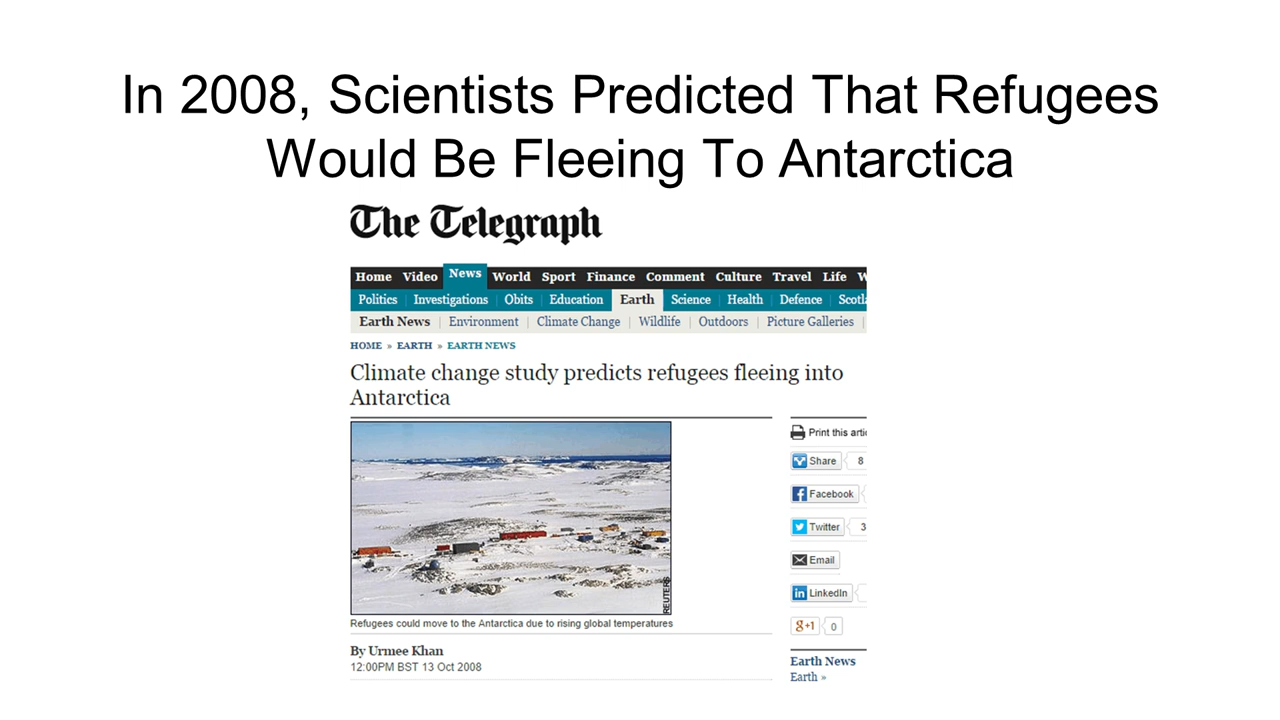 In 2008, Scientists Predicted That Refugees
Would Be Fleeing To Antarctica
The Telegraph
Home Video News World Sport Finance Comment Culture Travel Life
Politics Investigations Obits Education Earth Science Health Defence
Earth News Environment Climate Change Wildlife Outdoors Picture Galleries
HOME » EARTH » EARTH NEWS
Climate change study predicts refugees fleeing into
Antarctica
Print this
Share 8
Facebook
Twitter 3
Email
LinkedIn
g+1 0
REUTERS
Refugees could move to the Antarctica due to rising global temperatures
By Urmee Khan
12:00PM BST 13 Oct 2008
Earth News
Earth »